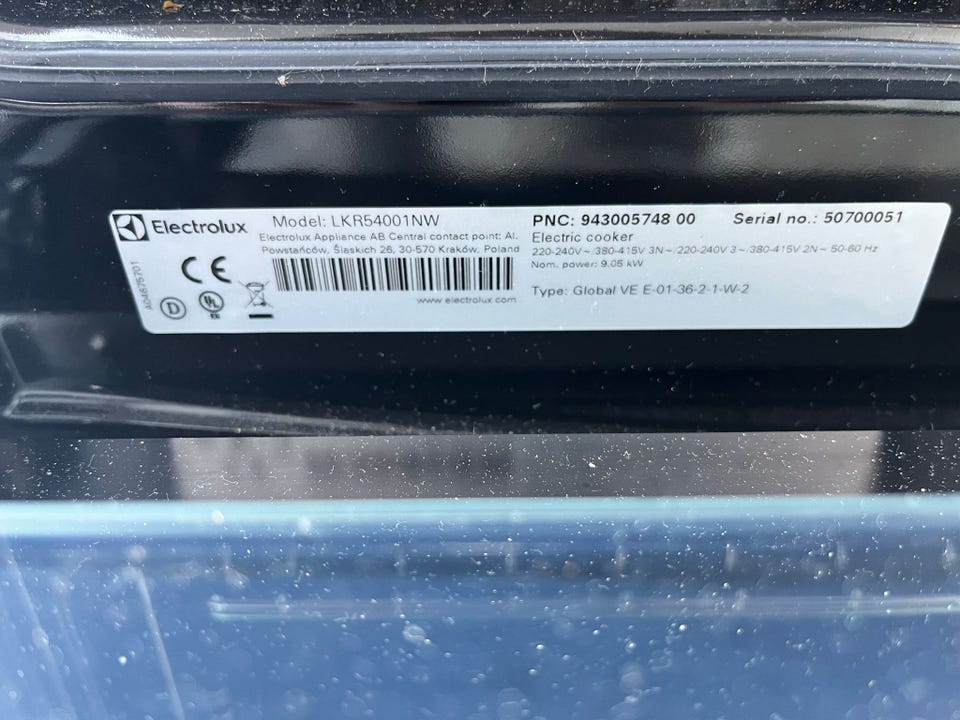 Electrolux
Model: LKR54001NW
Electrolux Appliance AB Central contact point: Al.
Powstańców, Śląskich 26, 30-570 Kraków, Poland
CE
D
www.electrolux.com
A04675701
PNC: 943005748 00
Serial no.: 50700051
Electric cooker
220-240V~ 380-415V 3N~ 220-240V 3~ 380-415V 2N~ 50-60 Hz
Nom. power: 9.05 kW
Type: Global VE E-01-36-2-1-W-2